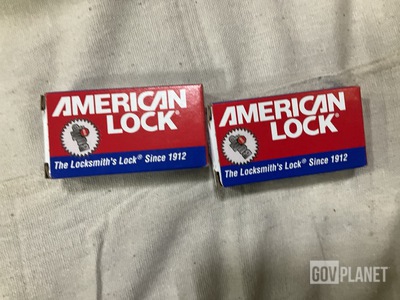 AMERICAN
LOCK®
The Locksmith's Lock® Since 1912
AMERICAN
LOCK®
The Locksmith's Lock® Since 1912
GOVPLANET